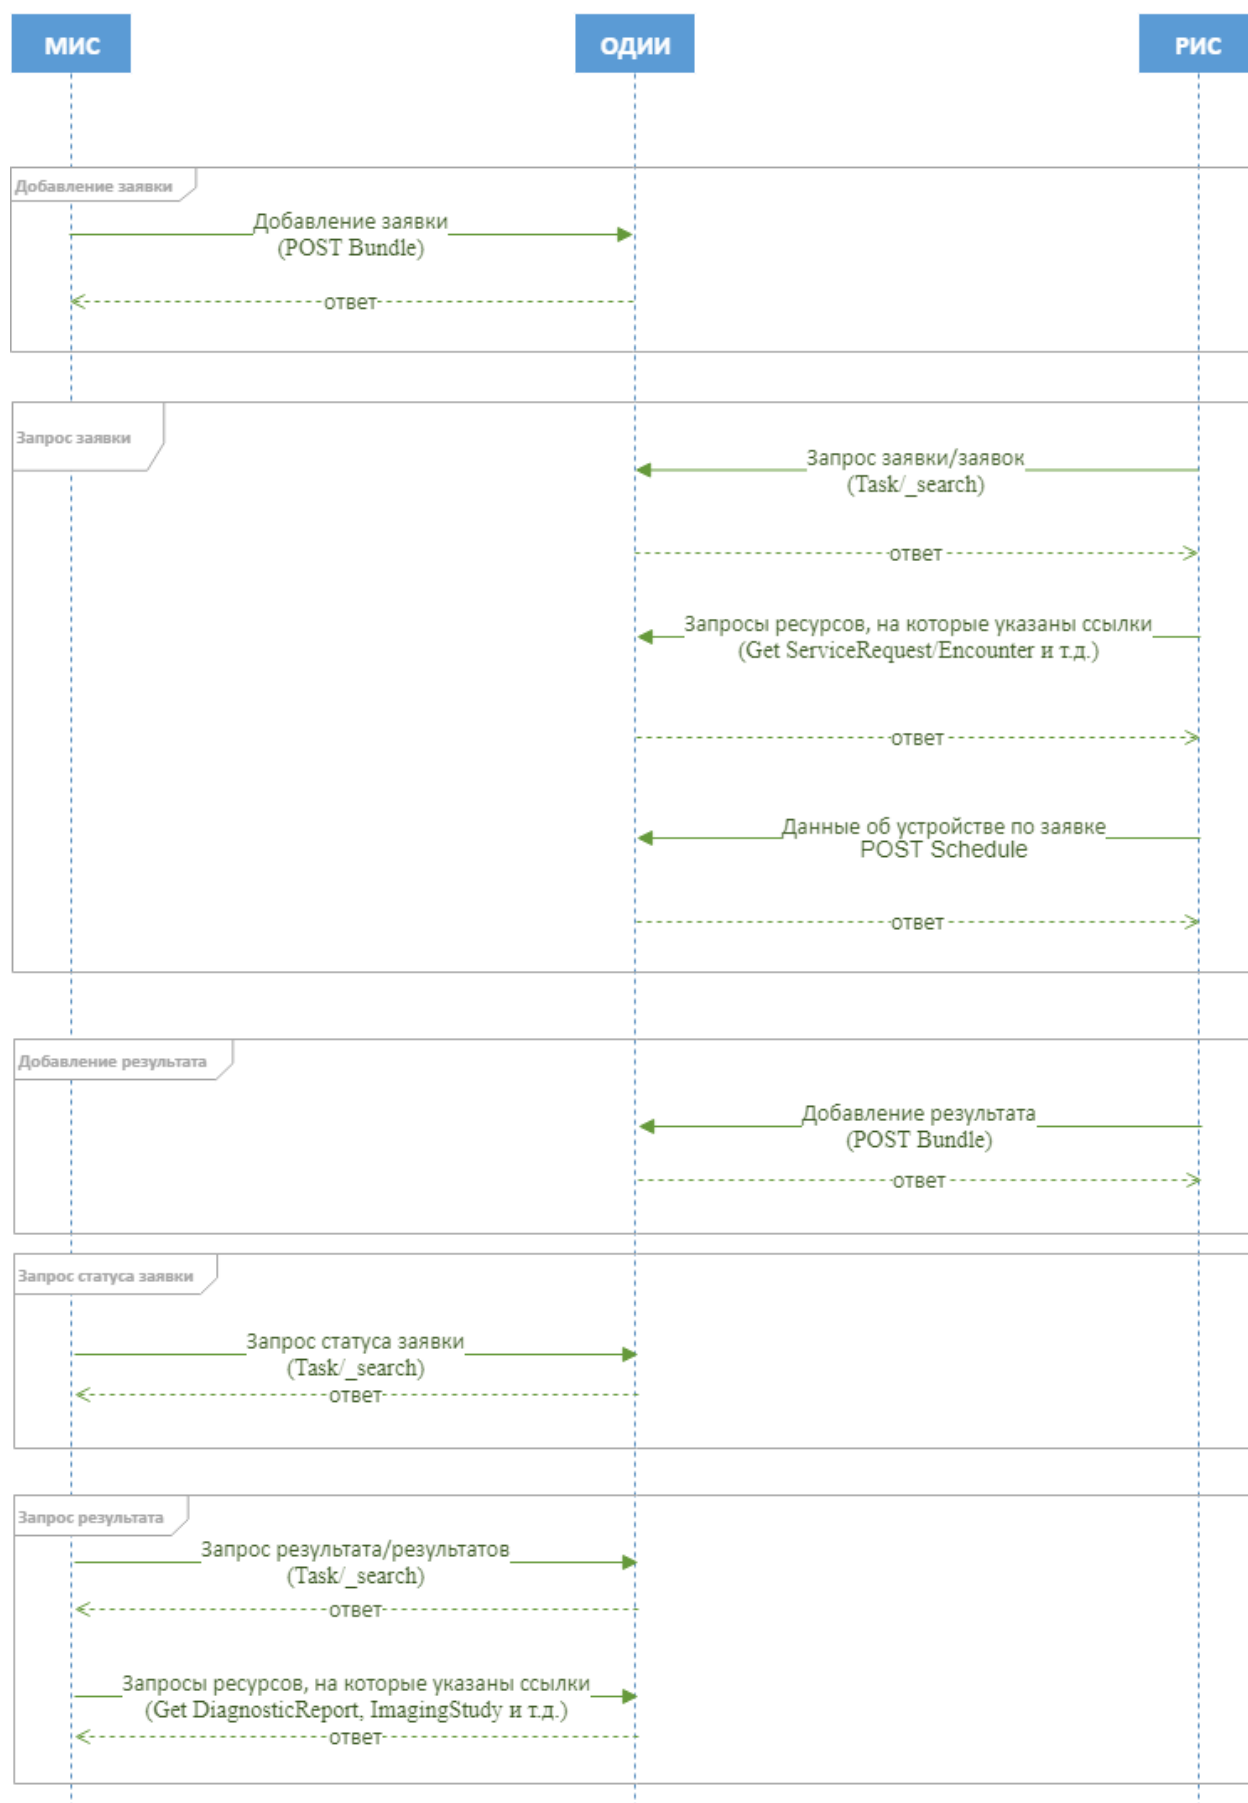 МИС
ОДИИ
РИС
Добавление заявки
Добавление заявки
(POST Bundle)
ответ
Запрос заявки
Запрос заявки/заявок
(Task/_search)
ответ
Запросы ресурсов, на которые указаны ссылки
(Get ServiceRequest/Encounter и т.д.)
ответ
Данные об устройстве по заявке
POST Schedule
ответ
Добавление результата
Добавление результата
(POST Bundle)
ответ
Запрос статуса заявки
Запрос статуса заявки
(Task/_search)
ответ
Запрос результата
Запрос результата/результатов
(Task/_search)
ответ
Запросы ресурсов, на которые указаны ссылки
(Get DiagnosticReport, ImagingStudy и т.д.)
ответ